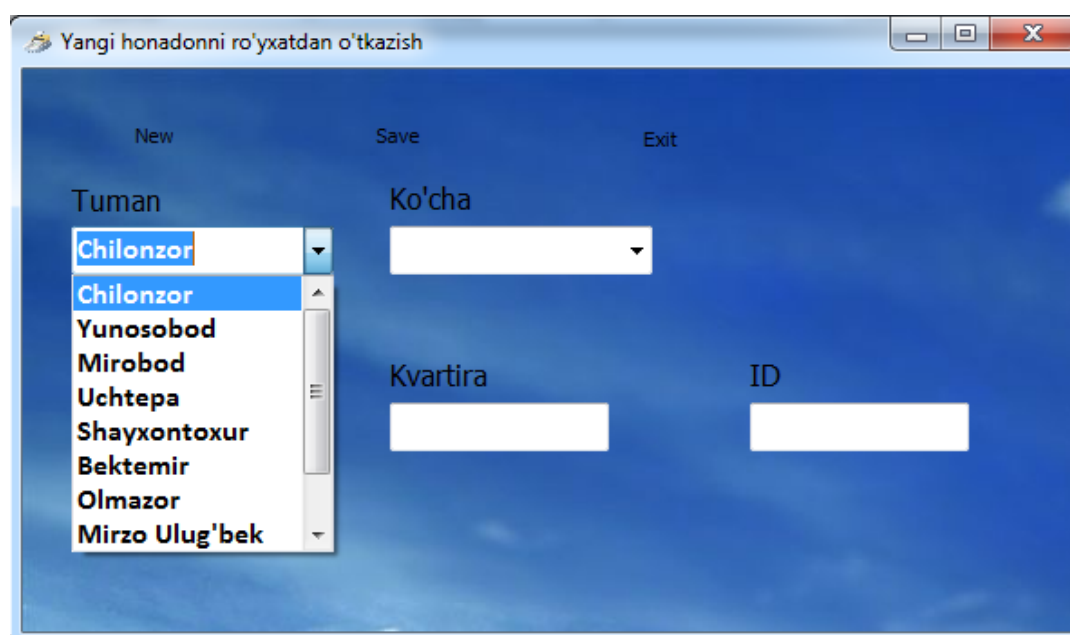 Yangi honadonni ro'yxatdan o'tkazish
New Save Exit
Tuman Ko'cha
Chilonzor
Chilonzor
Yunosobod
Mirobod
Uchtepa
Shayxontoxur
Bektemir
Olmazor
Mirzo Ulug'bek
Kvartira ID